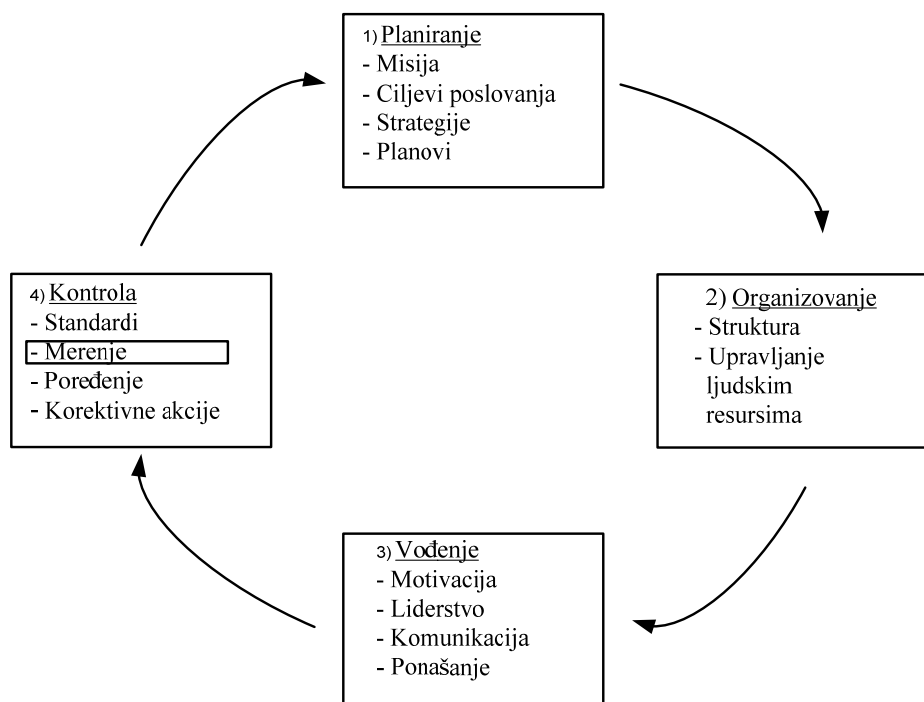 1) Planiranje
- Misija
- Ciljevi poslovanja
- Strategije
- Planovi
2) Organizovanje
- Struktura
- Upravljanje
ljudskim
resursima
3) Vođenje
- Motivacija
- Liderstvo
- Komunikacija
- Ponašanje
4) Kontrola
- Standardi
- Merenje
- Poređenje
- Korektivne akcije